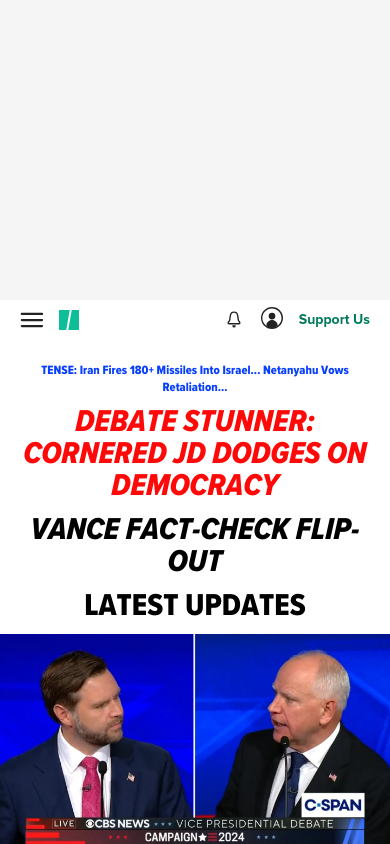 Support Us
TENSE: Iran Fires 180+ Missiles Into Israel... Netanyahu Vows
Retaliation...
DEBATE STUNNER:
CORNERED JD DODGES ON
DEMOCRACY
VANCE FACT-CHECK FLIP-
OUT
LATEST UPDATES
C-SPAN
LIVE CBS NEWS VICE PRESIDENTIAL DEBATE
CAMPAIGN 2024